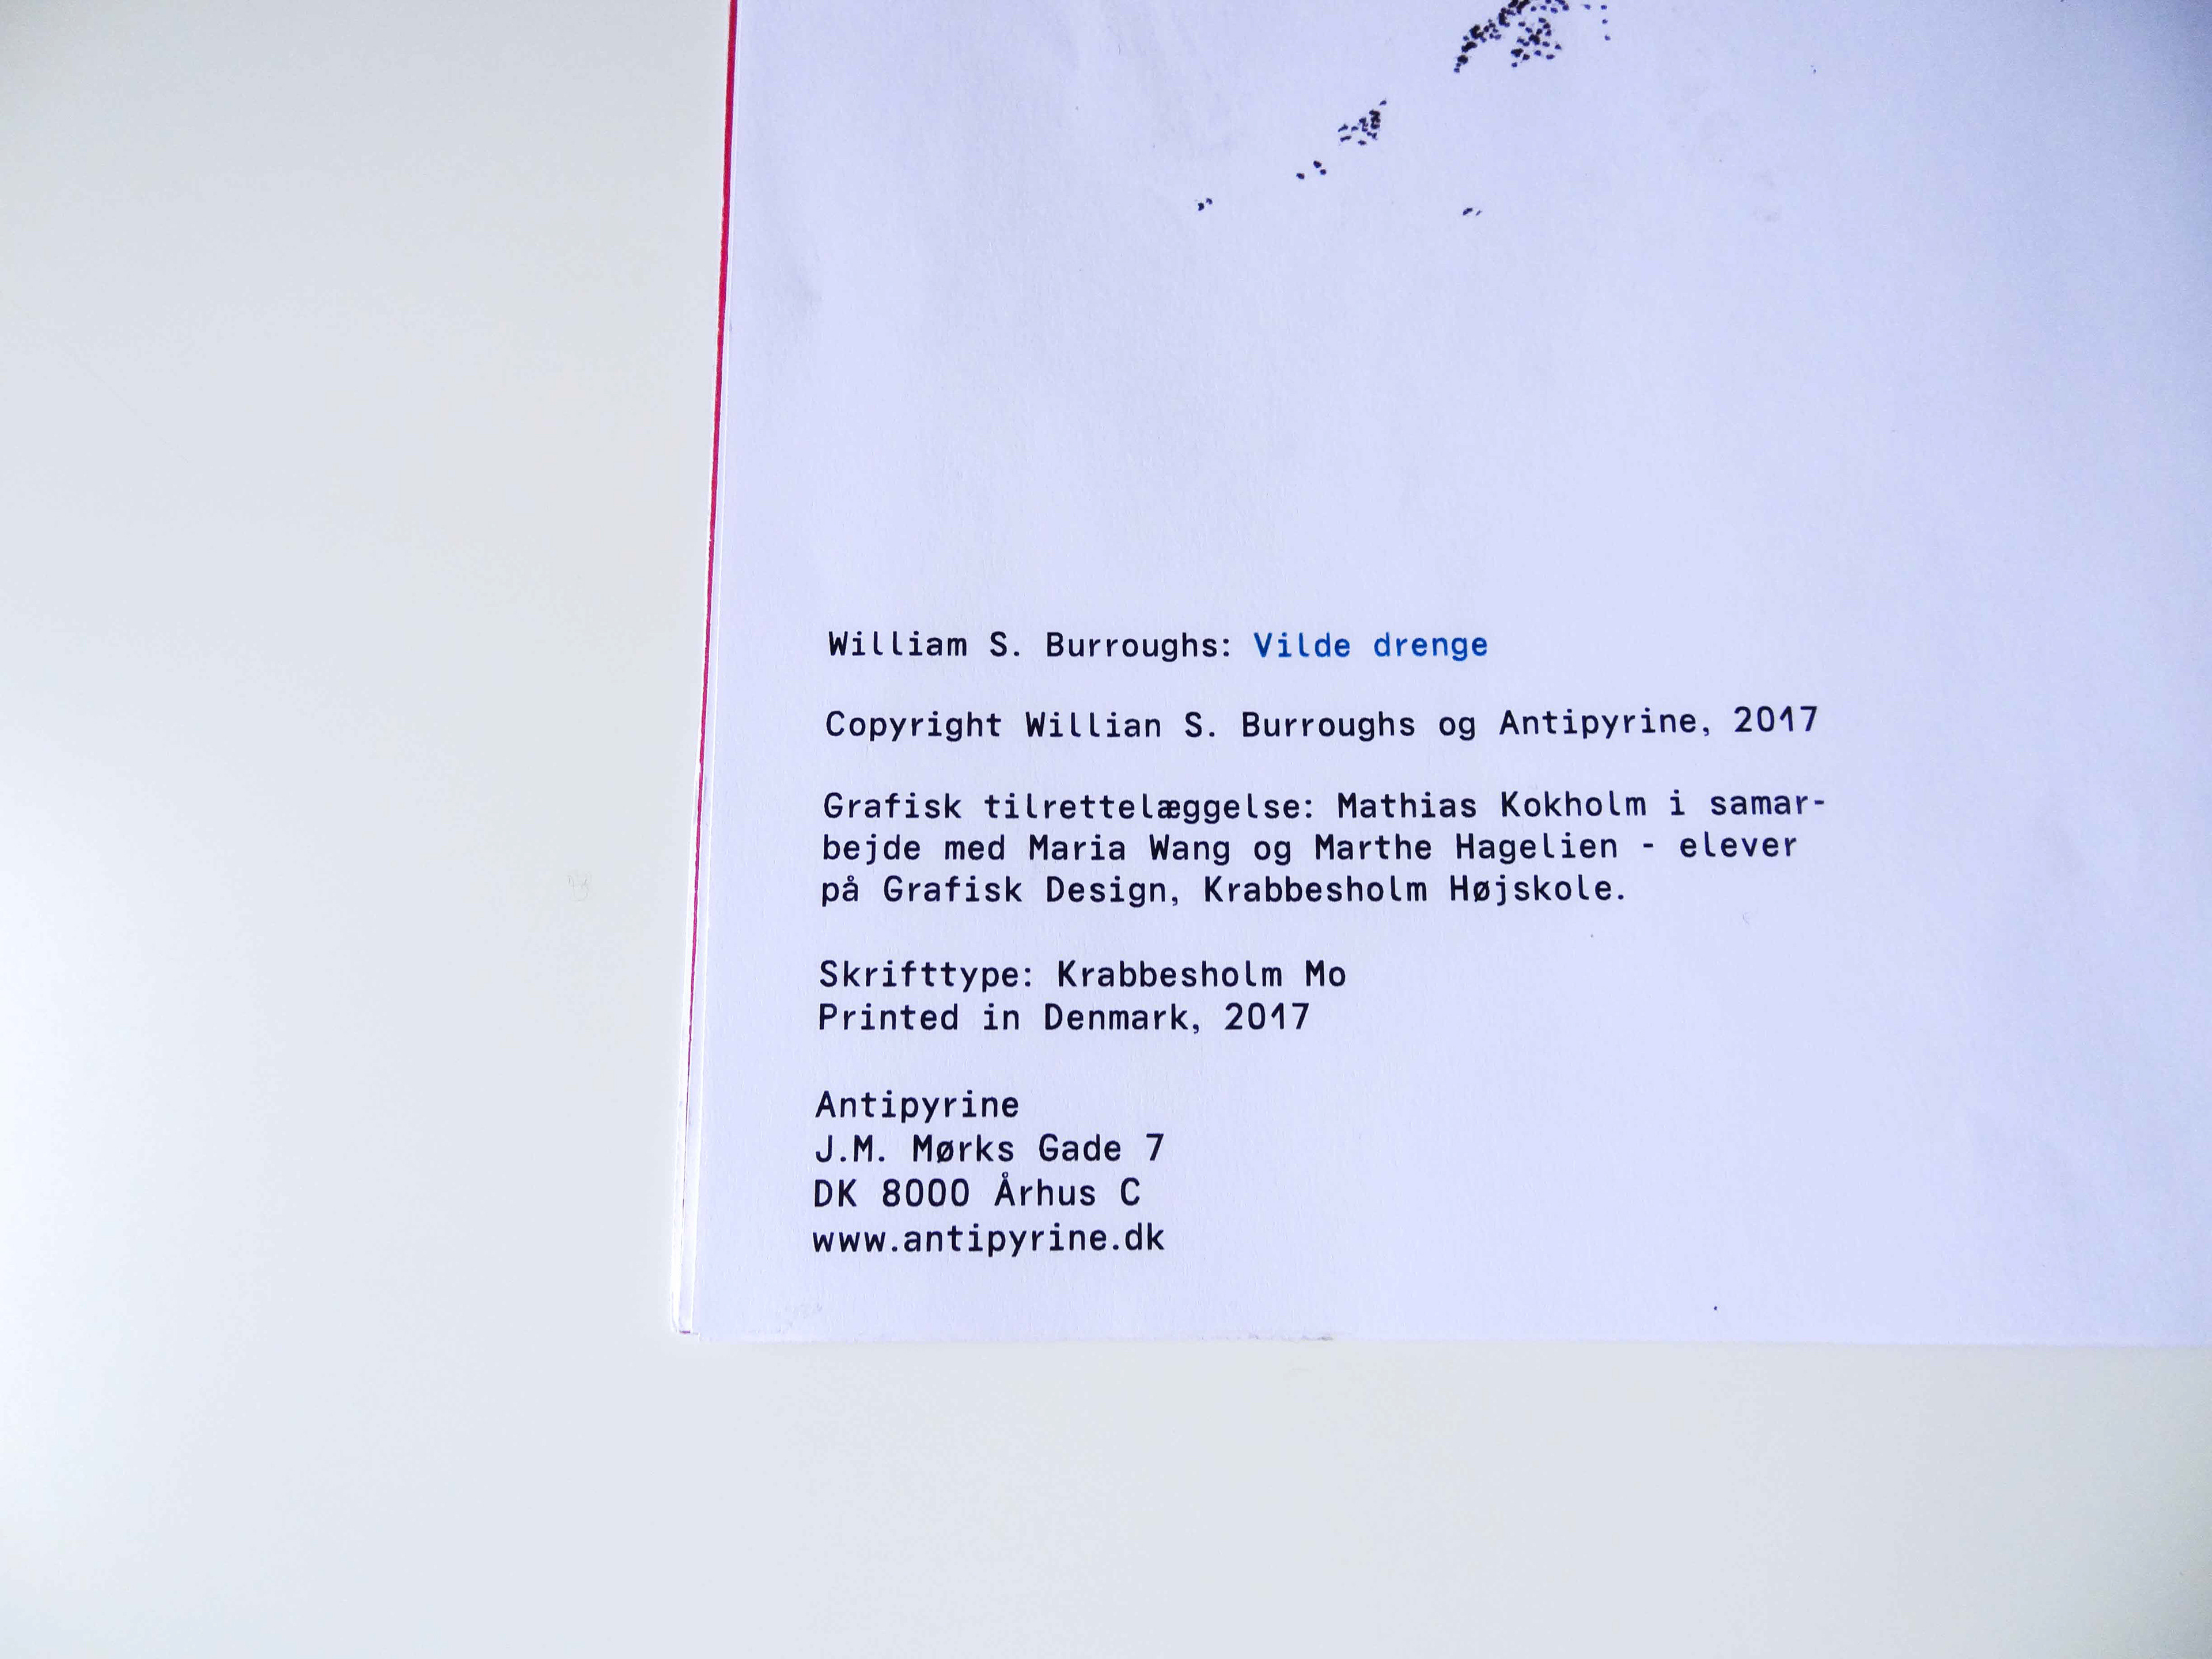 William S. Burroughs: Vilde drenge
Copyright Willian S. Burroughs og Antipyrine, 2017
Grafisk tilrettelæggelse: Mathias Kokholm i samar-
bejde med Maria Wang og Marthe Hagelien - elever
på Grafisk Design, Krabbesholm Højskole.
Skrifttype: Krabbesholm Mo
Printed in Denmark, 2017
Antipyrine
J.M. Mørks Gade 7
DK 8000 Århus C
www.antipyrine.dk